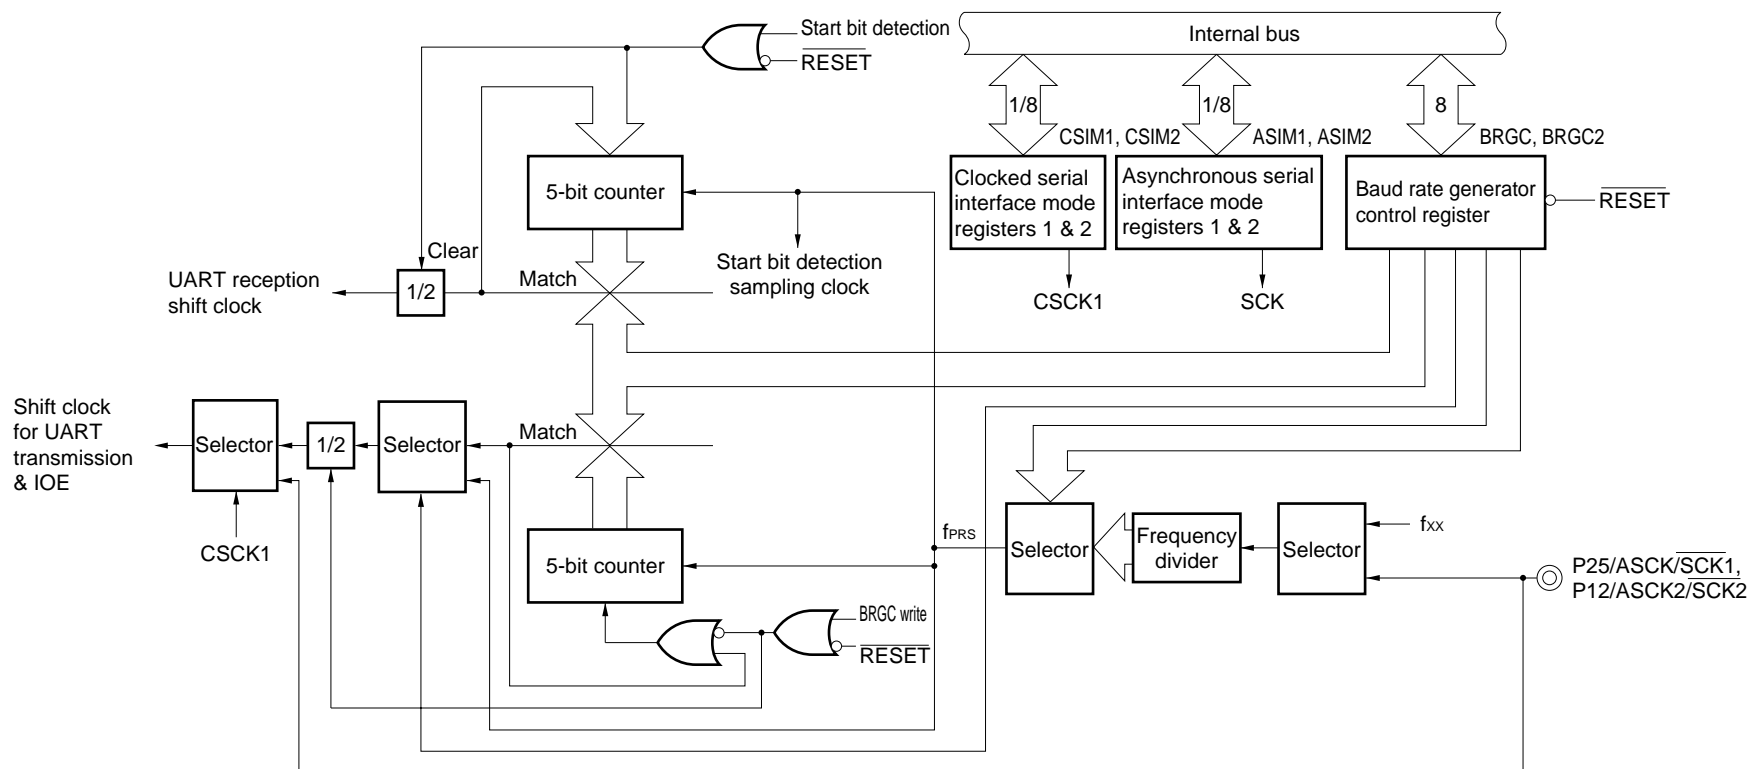 Start bit detection
RESET
Internal bus
1/8
1/8
8
CSIM1, CSIM2
ASIM1, ASIM2
BRGC, BRGC2
5-bit counter
Clocked serial
interface mode
registers 1 & 2
Asynchronous serial
interface mode
registers 1 & 2
Baud rate generator
control register
RESET
Clear
UART reception
shift clock
1/2
Match
Start bit detection
sampling clock
CSCK1
SCK
Shift clock
for UART
transmission
& IOE
Selector
1/2
Selector
Match
CSCK1
5-bit counter
fPRS
Selector
Frequency
divider
Selector
fXX
P25/ASCK/SCK1,
P12/ASCK2/SCK2
BRGC write
RESET